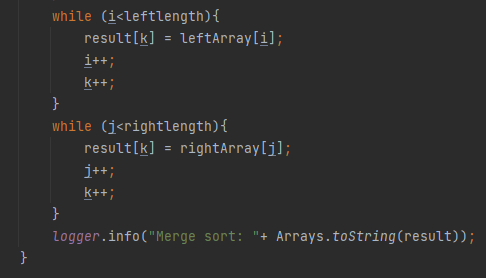 while (i<leftlength){
result[k] = leftArray[i];
i++;
k++;
}
while (j<rightlength){
result[k] = rightArray[j];
j++;
k++;
}
logger.info("Merge sort: "+ Arrays.toString(result));
}